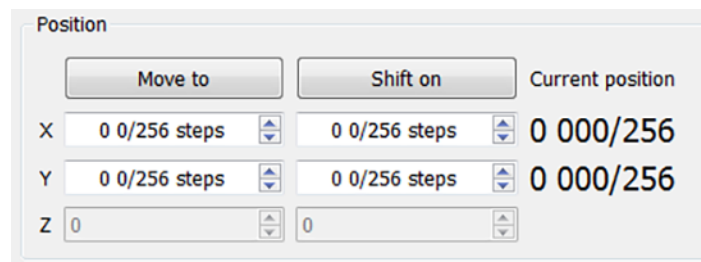 Position
Move to Shift on Current position
X 0 0/256 steps 0 0/256 steps 0 000/256
Y 0 0/256 steps 0 0/256 steps 0 000/256
Z 0 0